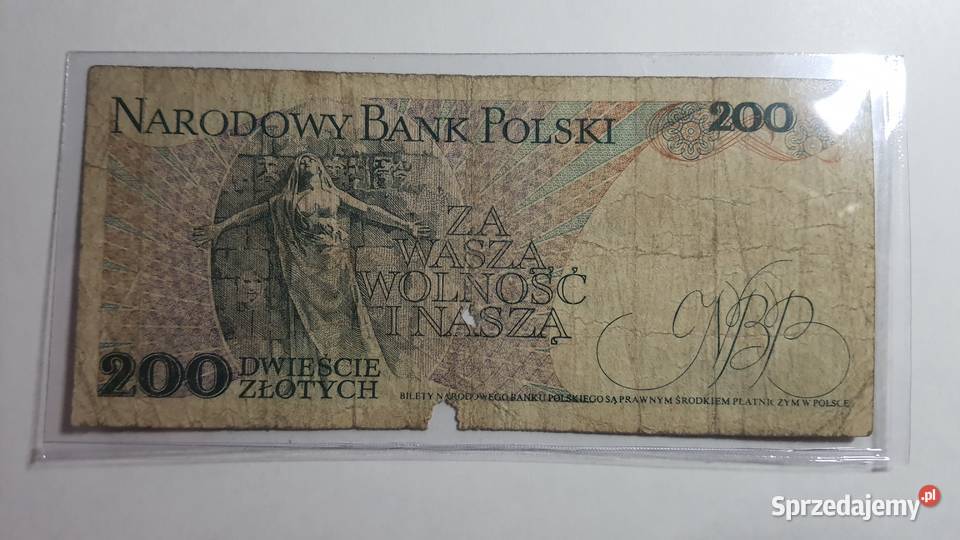 NARODOWY BANK POLSKI
200
ZA
WASZĄ
WOLNOŚĆ
I NASZĄ
NBP
200 DWIEŚCIE
ZŁOTYCH
BILETY NARODOWEGO BANKU POLSKIEGO SĄ PRAWNYM ŚRODKIEM PŁATNICZYM W POLSCE
Sprzedajemy.pl